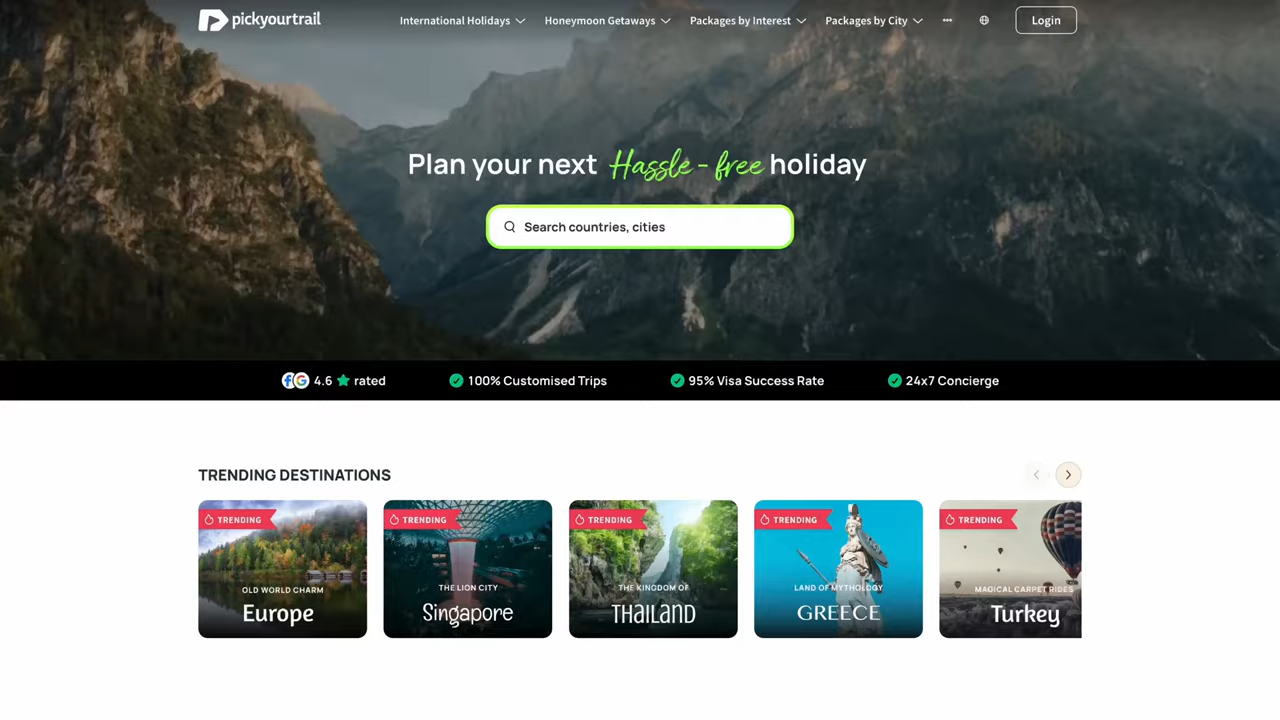 pickyourtrail
International Holidays
Honeymoon Getaways
Packages by Interest
Packages by City
Login
Plan your next Hassle - free holiday
Search countries, cities
4.6 rated
100% Customised Trips
95% Visa Success Rate
24x7 Concierge
TRENDING DESTINATIONS
TRENDING
OLD WORLD CHARM
Europe
TRENDING
THE LION CITY
Singapore
TRENDING
THE KINGDOM OF
THAILAND
TRENDING
LAND OF MYTHOLOGY
GREECE
TRENDING
MAGICAL CARPET RIDES
Turkey